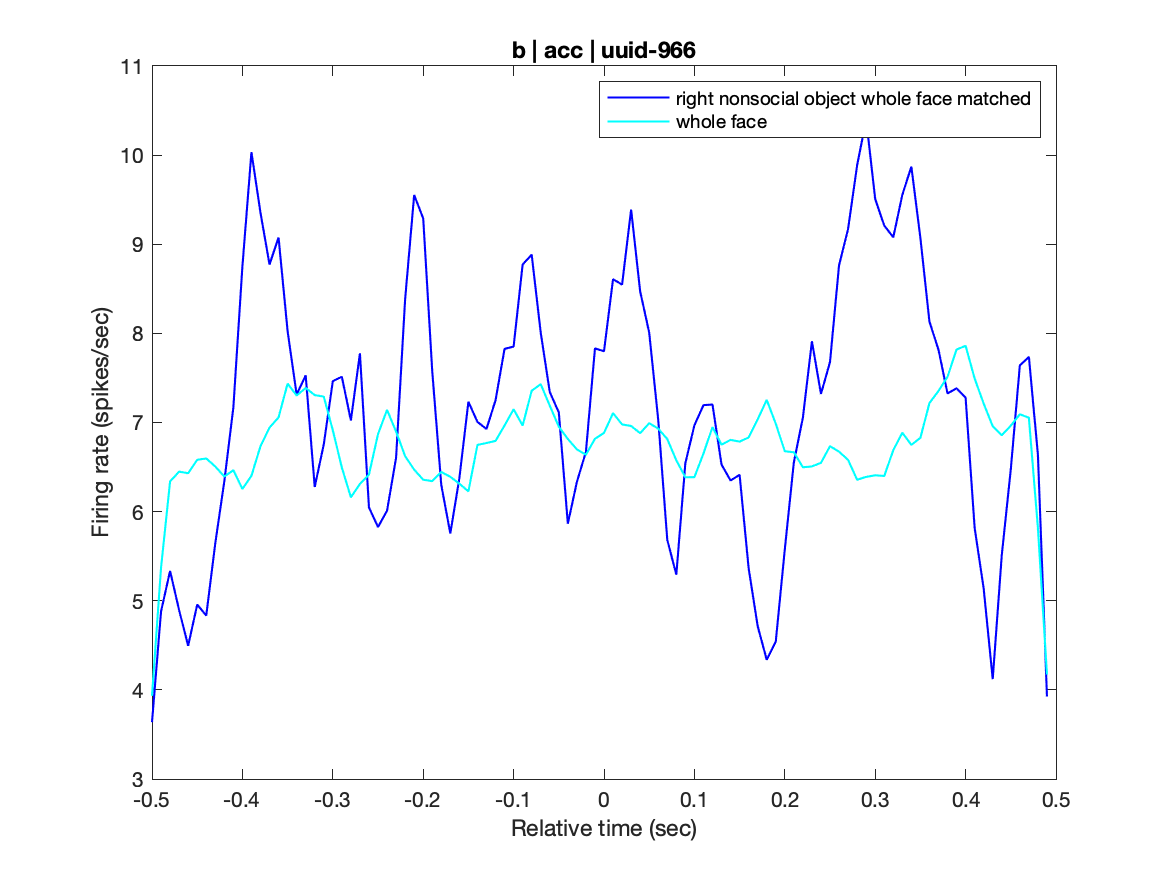 b | acc | uuid-966
right nonsocial object whole face matched
whole face
11
10
9
8
7
6
5
4
3
Firing rate (spikes/sec)
-0.5 -0.4 -0.3 -0.2 -0.1 0 0.1 0.2 0.3 0.4 0.5
Relative time (sec)